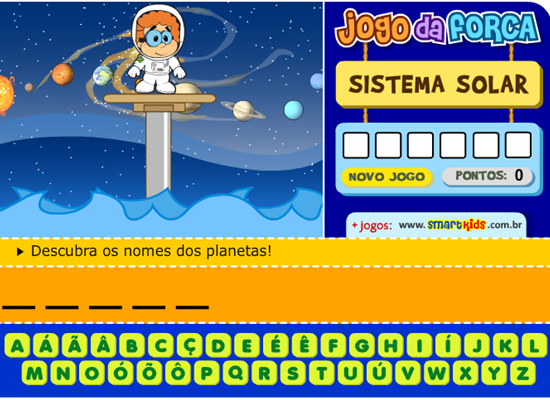 JOGO DA FORCA
SISTEMA SOLAR
NOVO JOGO
PONTOS: 0
+ jogos: www.smartkids.com.br
Descubra os nomes dos planetas!
_ _ _ _ _
A Á Ã Â B C Ç D E É Ê F G H I Í J K L
M N O Ó Õ Ô P Q R S T U Ú V W X Y Z